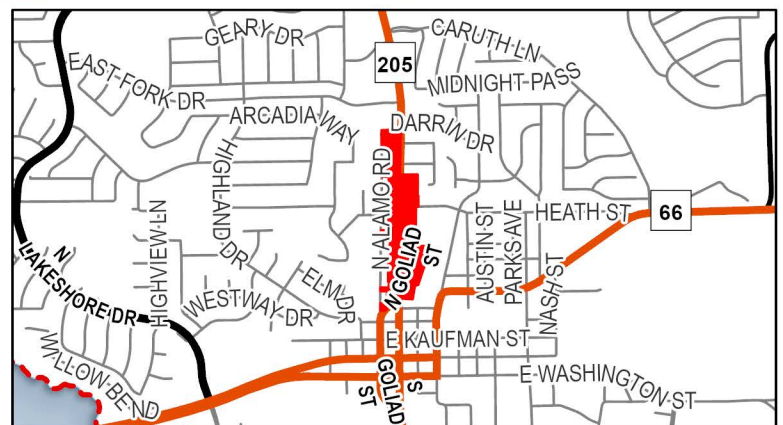 GEARY DR
CARUTH LN
205
EAST FORK DR
MIDNIGHT PASS
ARCADIA WAY
DARRIN DR
HIGHLAND DR
N ALAMO RD
HIGHVIEW LN
AUSTIN ST
PARKS AVE
HEATH ST
66
N GOLIAD ST
N LAKESHORE DR
ELM DR
WESTWAY DR
NASH ST
E KAUFMAN ST
WILLOW BEND
S GOLIAD ST
E WASHINGTON ST